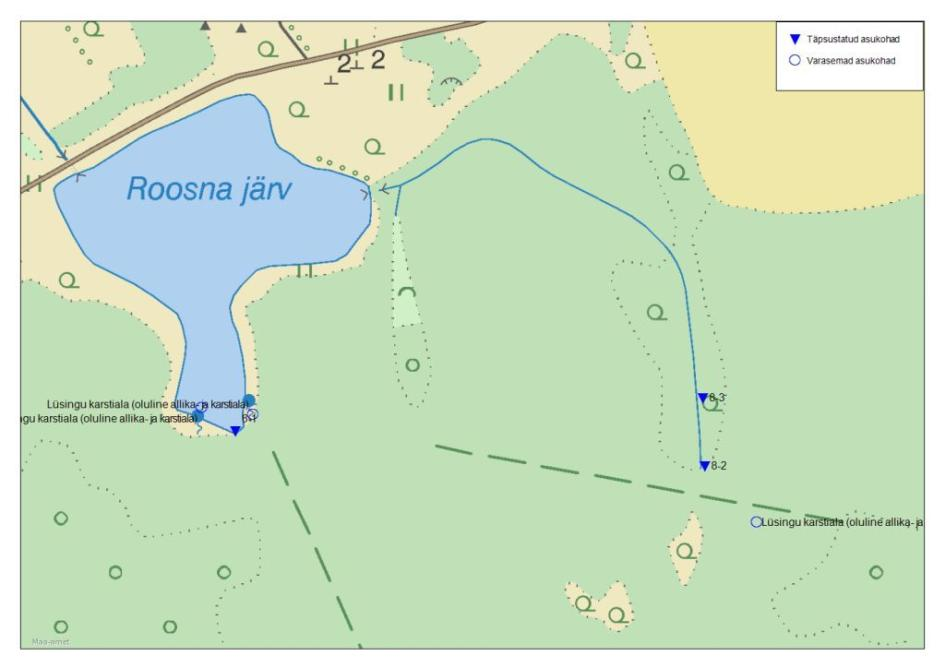 Täpsustatud asukohad
Varasemad asukohad
2 2
Roosna järv
Lüsingu karstiala (oluline allika- ja karstiala)
gu karstiala (oluline allika- ja karstiala)
8-1
8-3
8-2
Lüsingu karstiala (oluline allika- ja
Maa-amet